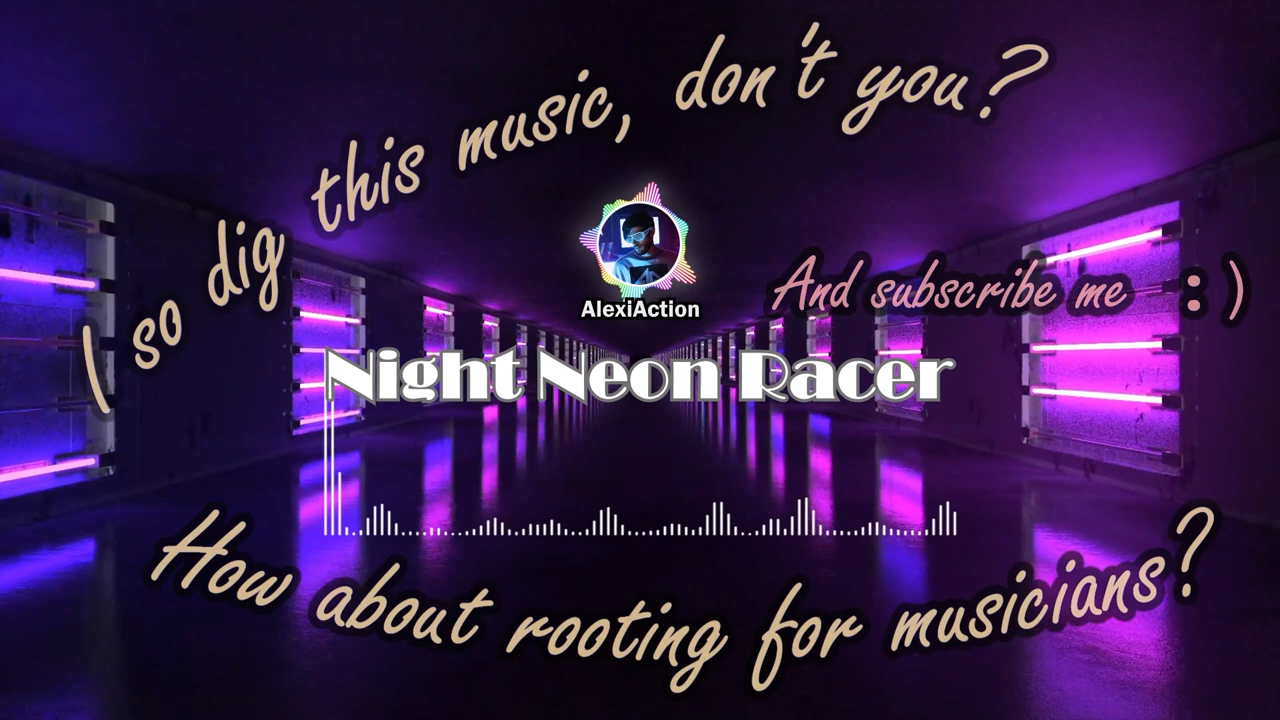 I so dig this music, don't you?
AlexiAction
And subscribe me :)
Night Neon Racer
How about rooting for musicians?